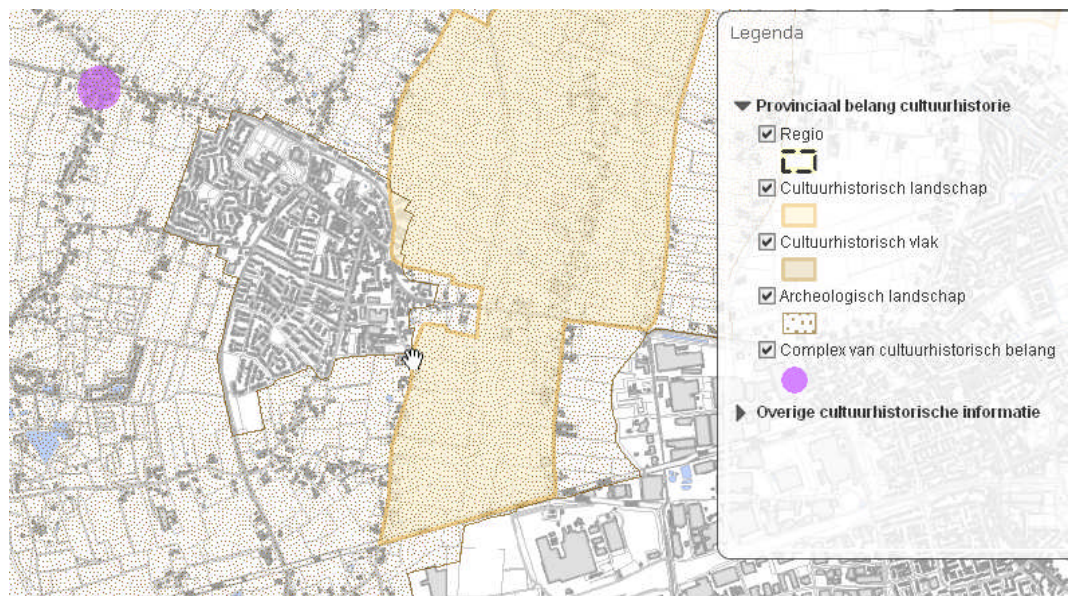 Legenda
Provinciaal belang cultuurhistorie
Regio
Cultuurhistorisch landschap
Cultuurhistorisch vlak
Archeologisch landschap
Complex van cultuurhistorisch belang
Overige cultuurhistorische informatie